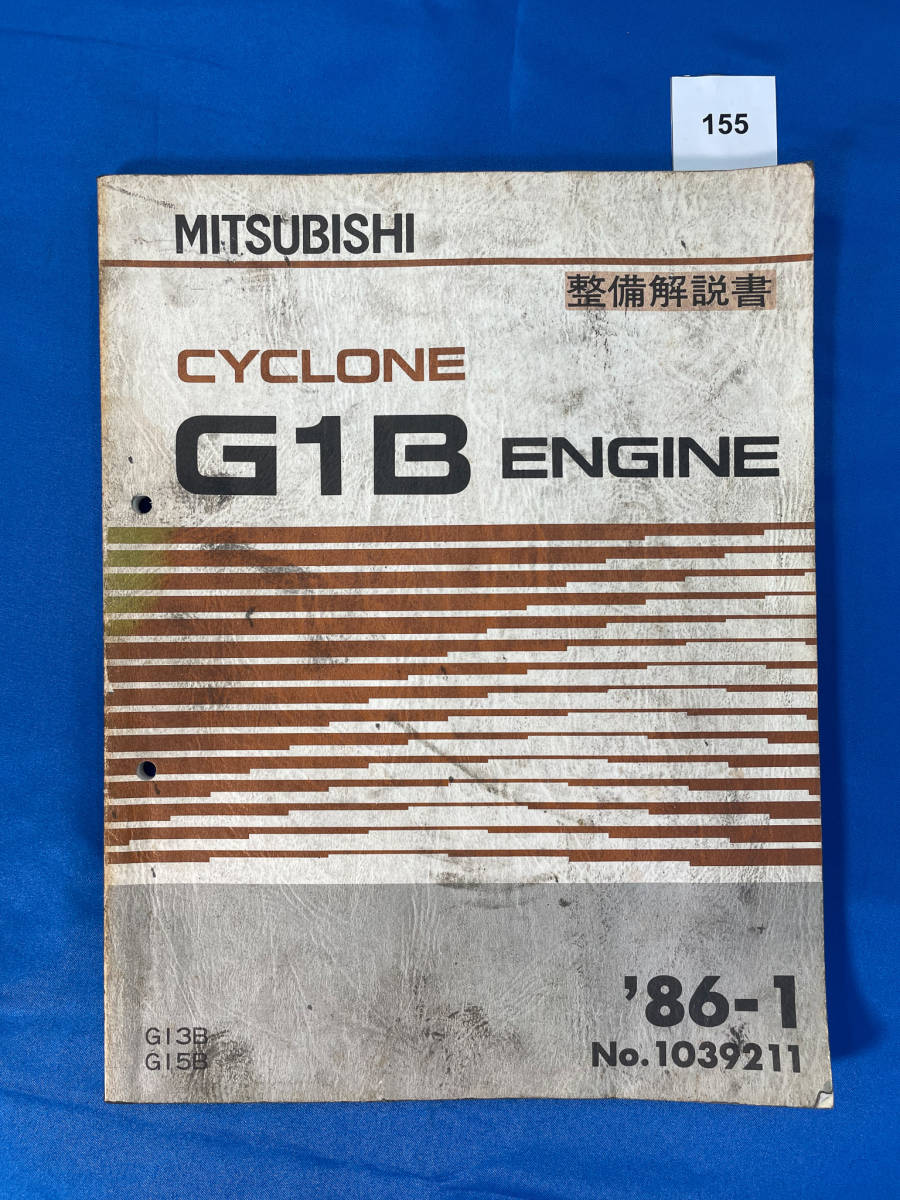 155
MITSUBISHI
整備解説書
CYCLONE
G1B ENGINE
'86-1
No.1039211
G13B
G15B